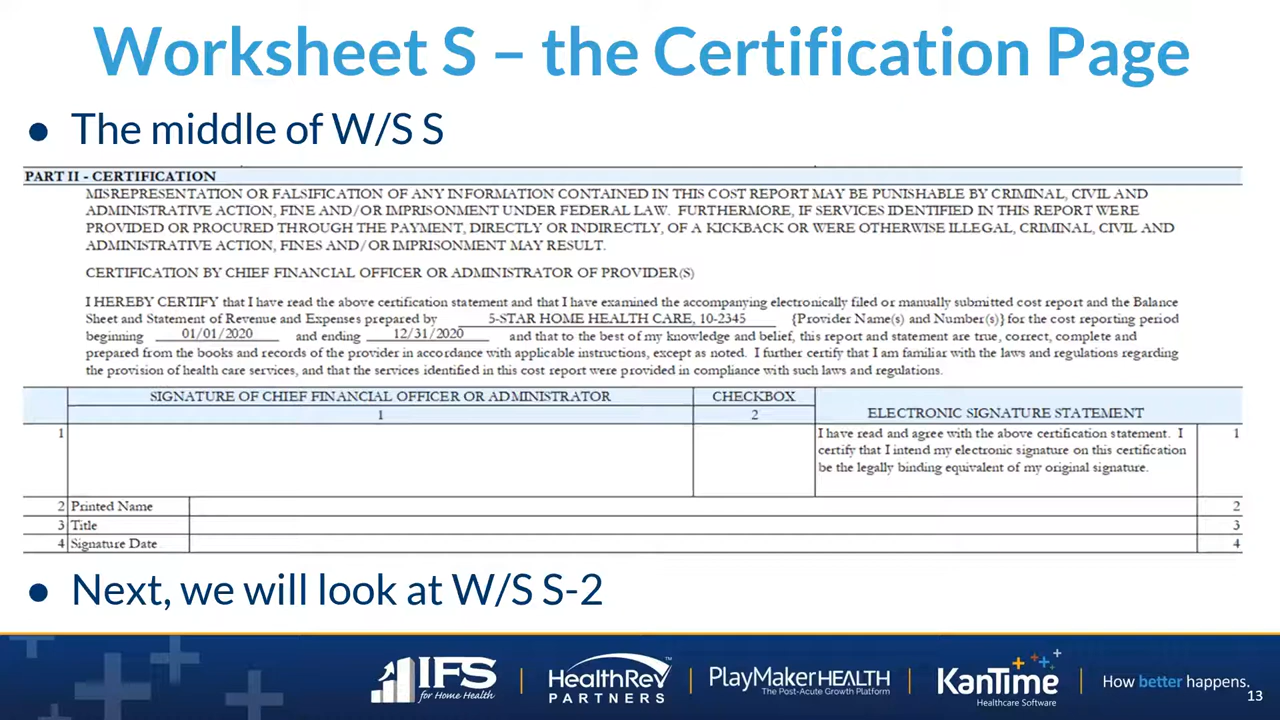 Worksheet S – the Certification Page
● The middle of W/S S
PART II - CERTIFICATION
MISREPRESENTATION OR FALSIFICATION OF ANY INFORMATION CONTAINED IN THIS COST REPORT MAY BE PUNISHABLE BY CRIMINAL, CIVIL AND
ADMINISTRATIVE ACTION, FINE AND/OR IMPRISONMENT UNDER FEDERAL LAW. FURTHERMORE, IF SERVICES IDENTIFIED IN THIS REPORT WERE
PROVIDED OR PROCURED THROUGH THE PAYMENT, DIRECTLY OR INDIRECTLY, OF A KICKBACK OR WERE OTHERWISE ILLEGAL, CRIMINAL, CIVIL AND
ADMINISTRATIVE ACTION, FINES AND/OR IMPRISONMENT MAY RESULT.
CERTIFICATION BY CHIEF FINANCIAL OFFICER OR ADMINISTRATOR OF PROVIDER(S)
I HEREBY CERTIFY that I have read the above certification statement and that I have examined the accompanying electronically filed or manually submitted cost report and the Balance
Sheet and Statement of Revenue and Expenses prepared by 5-STAR HOME HEALTH CARE, 10-2345 {Provider Name(s) and Number(s)} for the cost reporting period
beginning 01/01/2020 and ending 12/31/2020 and that to the best of my knowledge and belief, this report and statement are true, correct, complete and
prepared from the books and records of the provider in accordance with applicable instructions, except as noted. I further certify that I am familiar with the laws and regulations regarding
the provision of health care services, and that the services identified in this cost report were provided in compliance with such laws and regulations.
SIGNATURE OF CHIEF FINANCIAL OFFICER OR ADMINISTRATOR CHECKBOX
1 2 ELECTRONIC SIGNATURE STATEMENT
1 I have read and agree with the above certification statement. I 1
certify that I intend my electronic signature on this certification
be the legally binding equivalent of my original signature.
2 Printed Name 2
3 Title 3
4 Signature Date 4
● Next, we will look at W/S S-2
IFS
for Home Health
HealthRev™
PARTNERS
PlayMakerHEALTH
The Post-Acute Growth Platform
KanTime
Healthcare Software
How better happens.
13